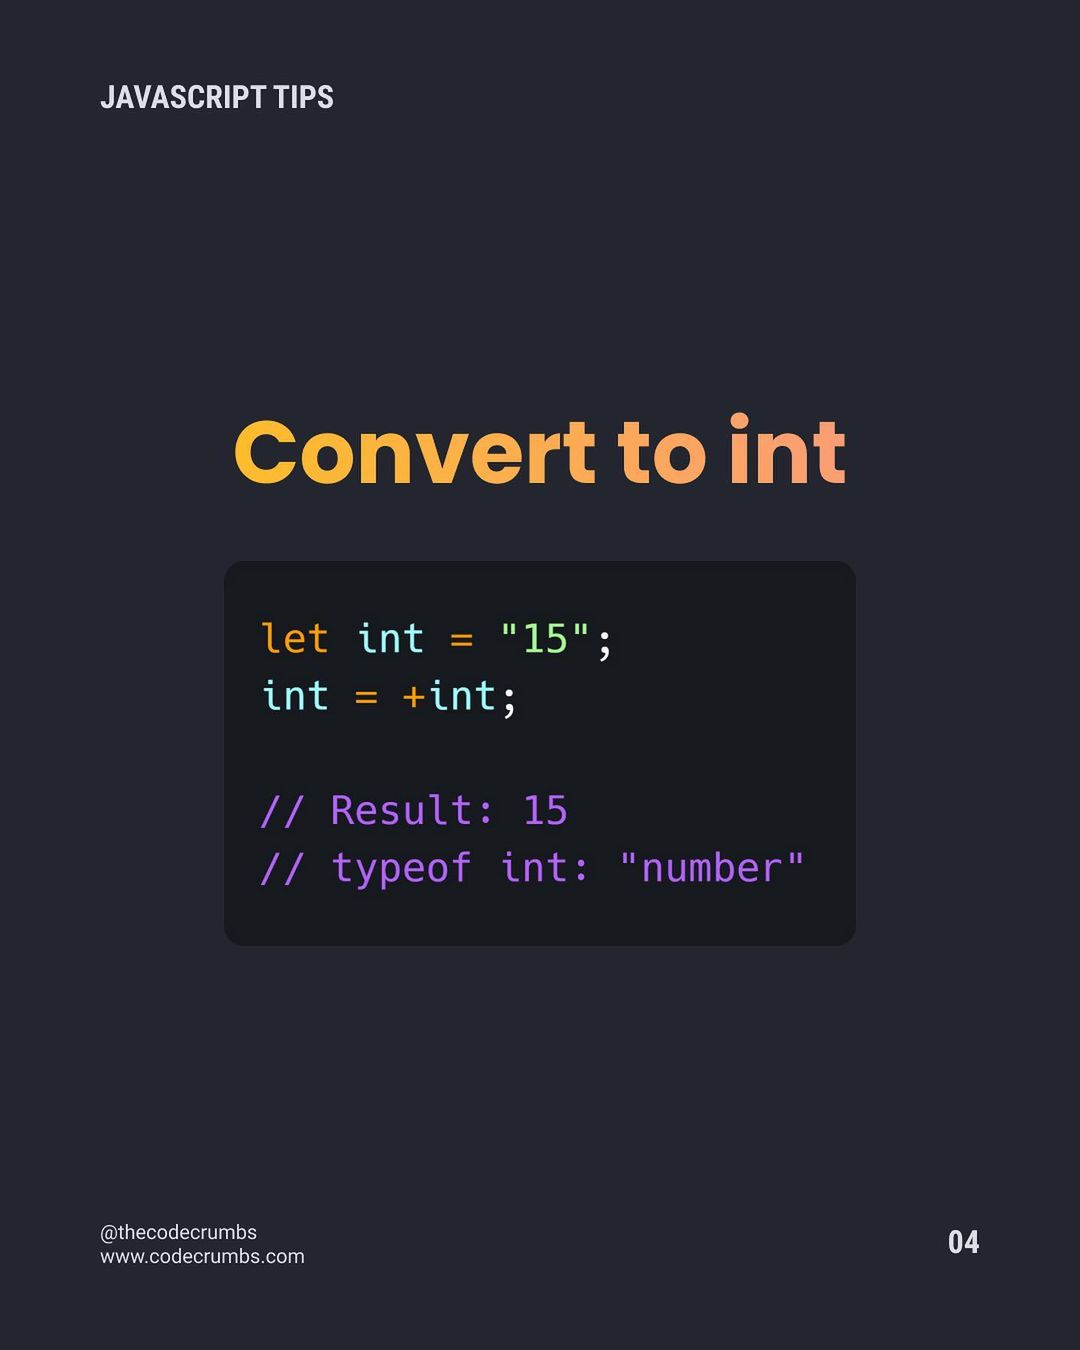 JAVASCRIPT TIPS
Convert to int
let int = "15";
int = +int;
// Result: 15
// typeof int: "number"
@thecodecrumbs
www.codecrumbs.com
04